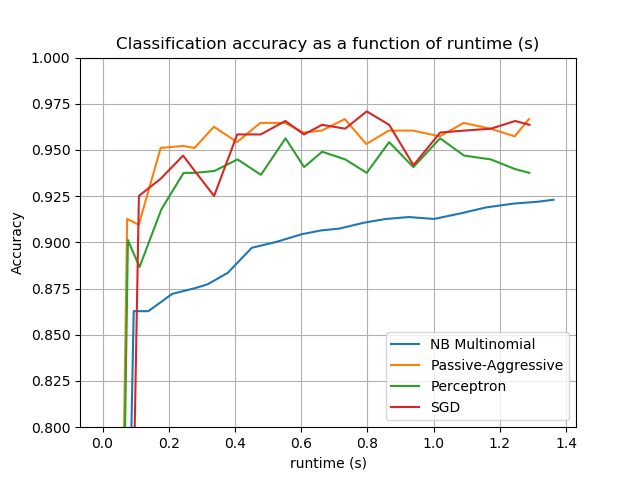 Classification accuracy as a function of runtime (s)
1.000
0.975
0.950
0.925
0.900
0.875
0.850
0.825
0.800
Accuracy
NB Multinomial
Passive-Aggressive
Perceptron
SGD
0.0 0.2 0.4 0.6 0.8 1.0 1.2 1.4
runtime (s)